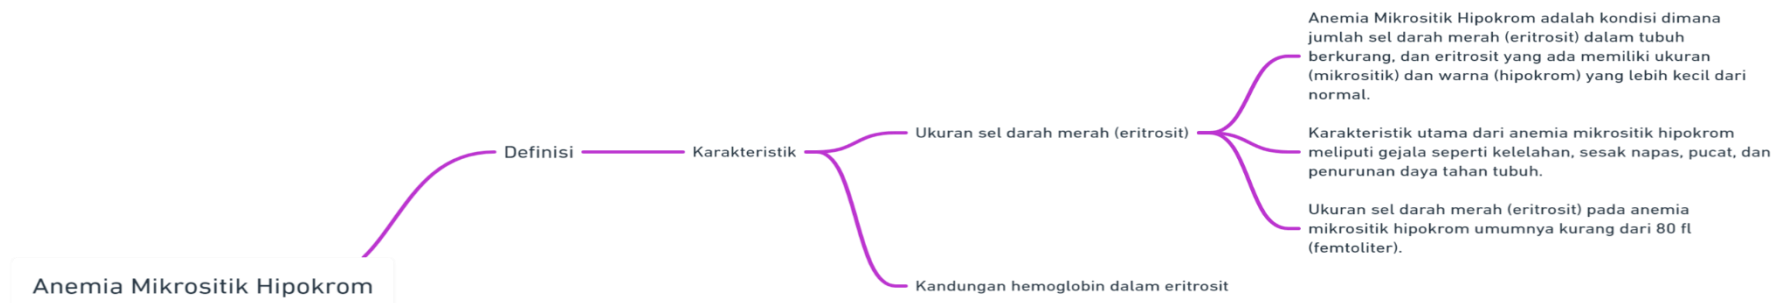 Anemia Mikrositik Hipokrom
Definisi
Karakteristik
Ukuran sel darah merah (eritrosit)
Anemia Mikrositik Hipokrom adalah kondisi dimana
jumlah sel darah merah (eritrosit) dalam tubuh
berkurang, dan eritrosit yang ada memiliki ukuran
(mikrositik) dan warna (hipokrom) yang lebih kecil dari
normal.
Karakteristik utama dari anemia mikrositik hipokrom
meliputi gejala seperti kelelahan, sesak napas, pucat, dan
penurunan daya tahan tubuh.
Ukuran sel darah merah (eritrosit) pada anemia
mikrositik hipokrom umumnya kurang dari 80 fl
(femtoliter).
Kandungan hemoglobin dalam eritrosit